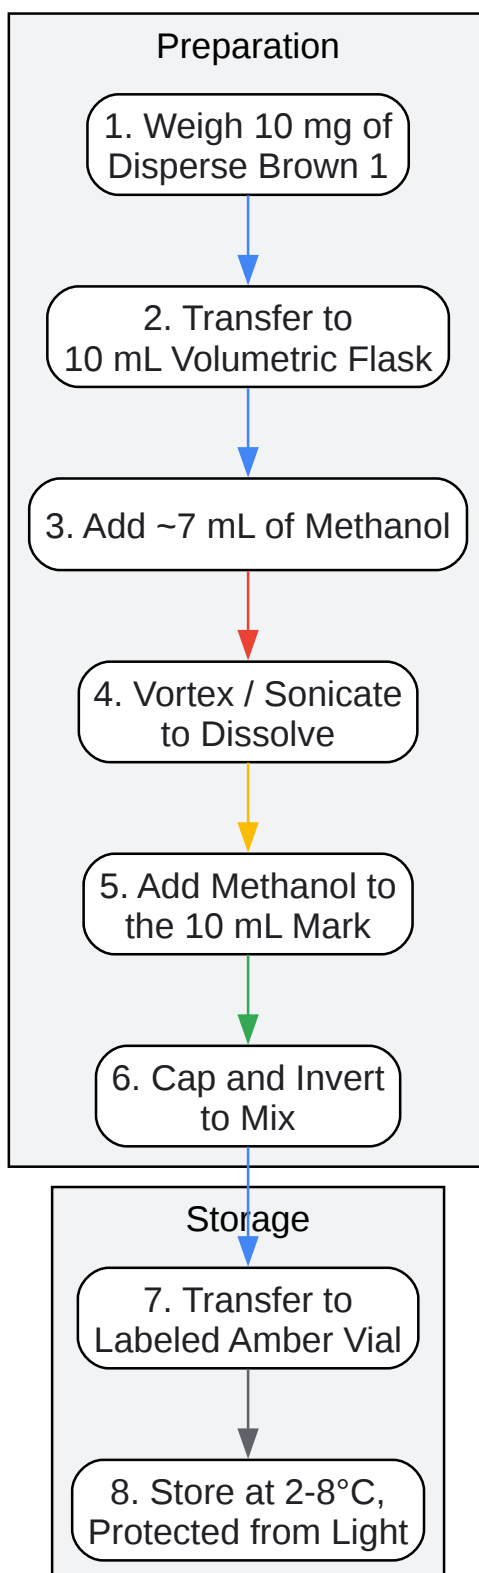 Preparation
1. Weigh 10 mg of
Disperse Brown 1
2. Transfer to
10 mL Volumetric Flask
3. Add ~7 mL of Methanol
4. Vortex / Sonicate
to Dissolve
5. Add Methanol to
the 10 mL Mark
6. Cap and Invert
to Mix
Storage
7. Transfer to
Labeled Amber Vial
8. Store at 2-8°C,
Protected from Light